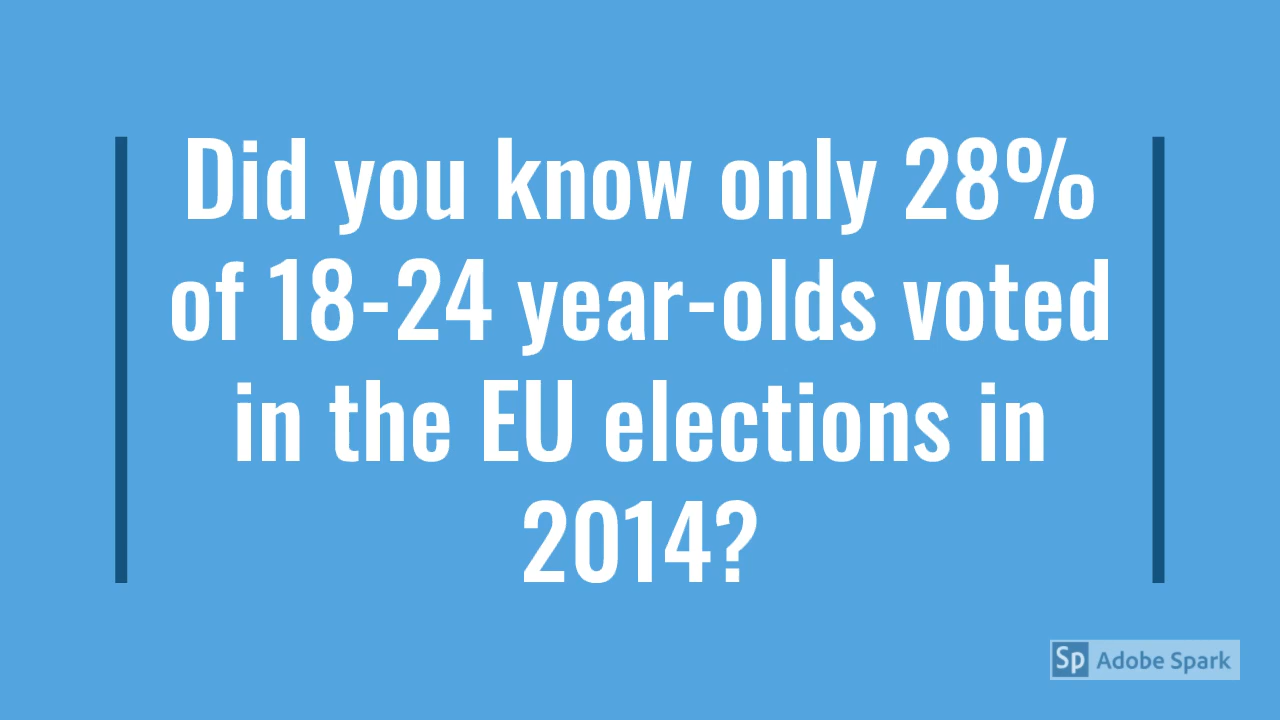 Did you know only 28%
of 18-24 year-olds voted
in the EU elections in
2014?
Sp Adobe Spark